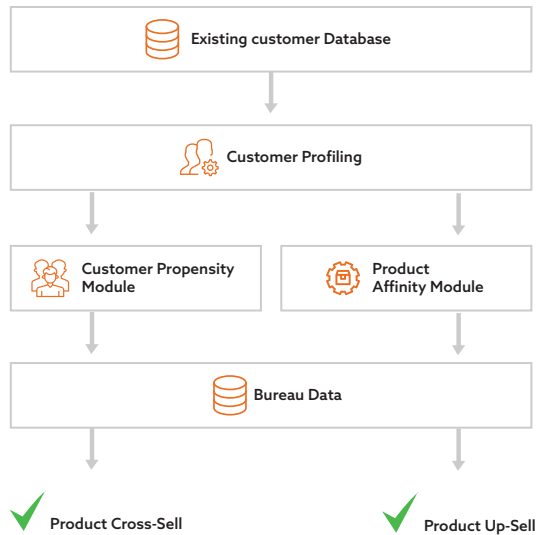 Existing customer Database
Customer Profiling
Customer Propensity
Module
Product
Affinity Module
Bureau Data
Product Cross-Sell
Product Up-Sell